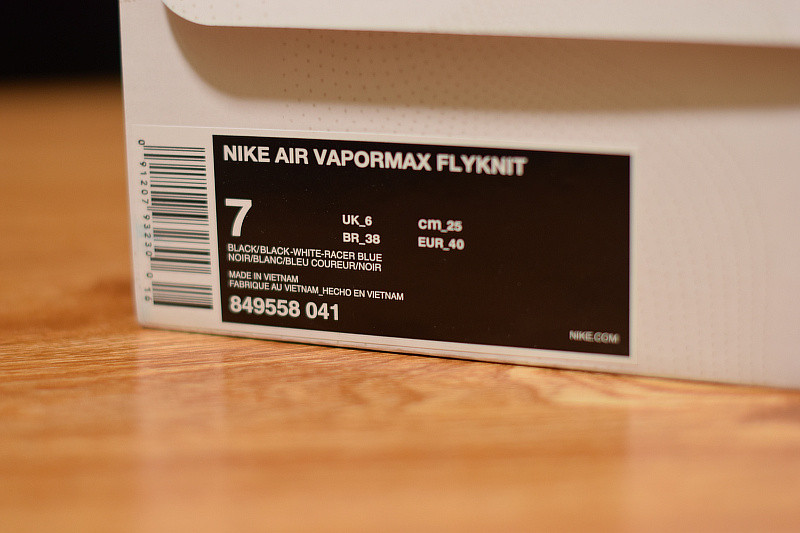 NIKE AIR VAPORMAX FLYKNIT
7
UK_6 cm_25
BR_38 EUR_40
BLACK/BLACK-WHITE-RACER BLUE
NOIR/BLANC/BLEU COUREUR/NOIR
MADE IN VIETNAM
FABRIQUE AU VIETNAM_HECHO EN VIETNAM
849558 041
NIKE.COM